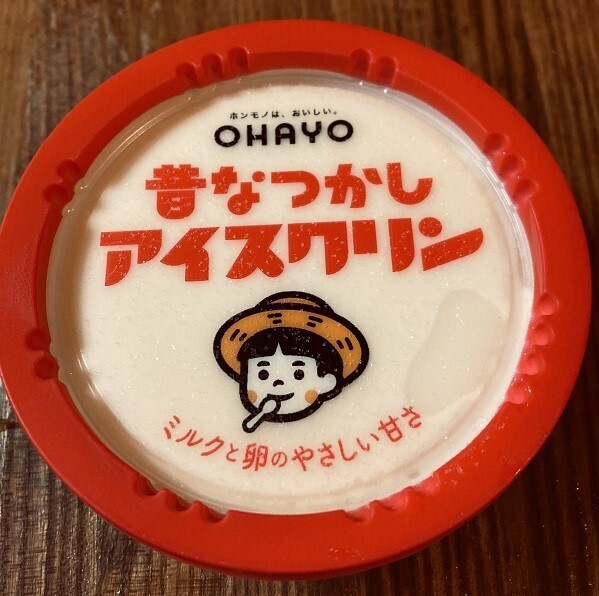 ホンモノは、おいしい。
OHAYO
昔なつかし
アイスクリン
ミルクと卵のやさしい甘さ